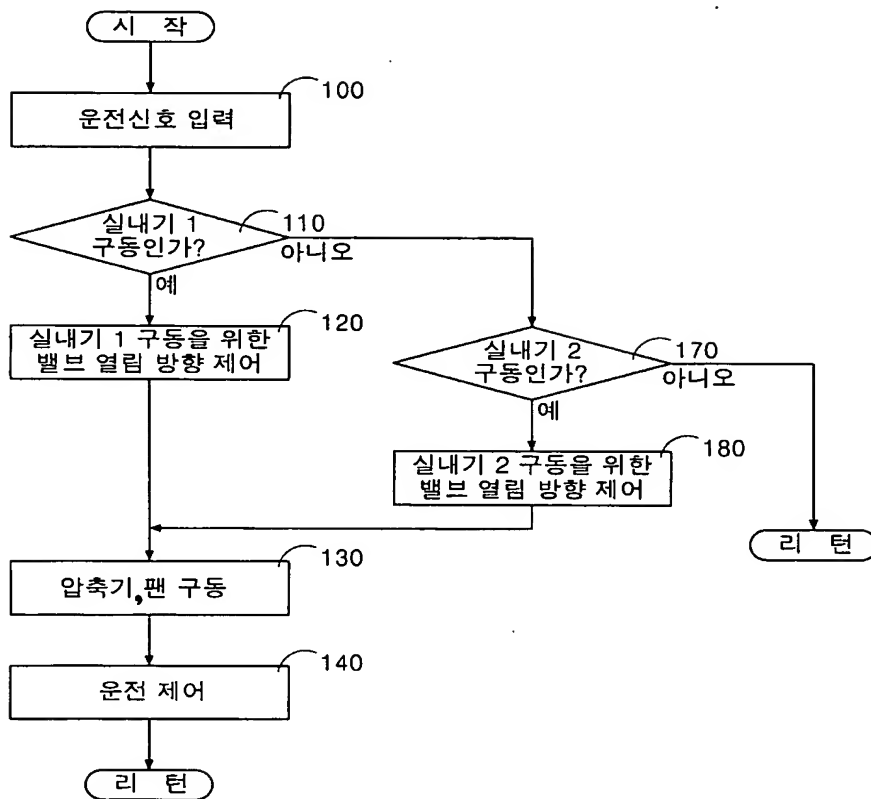 시 작
100
운전신호 입력
실내기 1
구동인가?
110
아니오
예
120
실내기 1 구동을 위한
밸브 열림 방향 제어
실내기 2
구동인가?
170
아니오
예
180
실내기 2 구동을 위한
밸브 열림 방향 제어
리 턴
130
압축기,팬 구동
140
운전 제어
리 턴